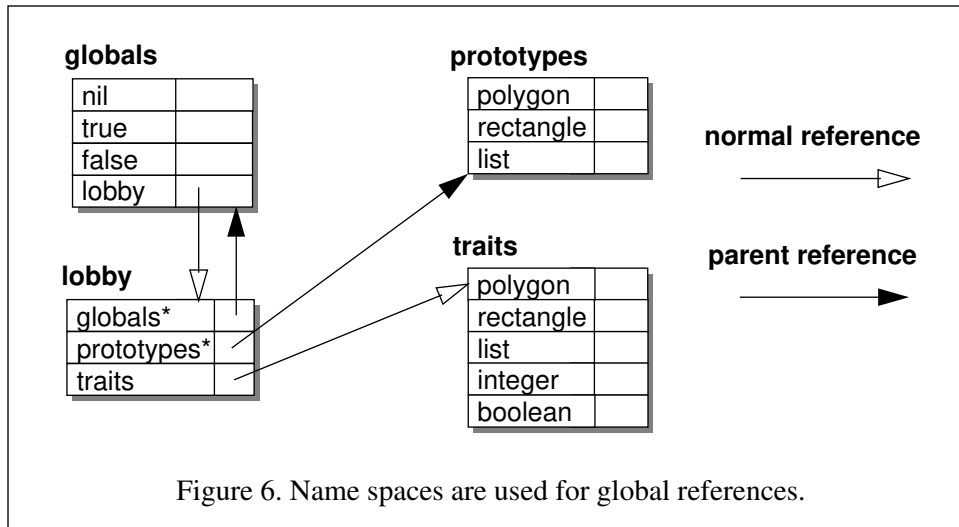 globals
nil
true
false
lobby
lobby
globals*
prototypes*
traits
prototypes
polygon
rectangle
list
traits
polygon
rectangle
list
integer
boolean
normal reference
parent reference
Figure 6. Name spaces are used for global references.